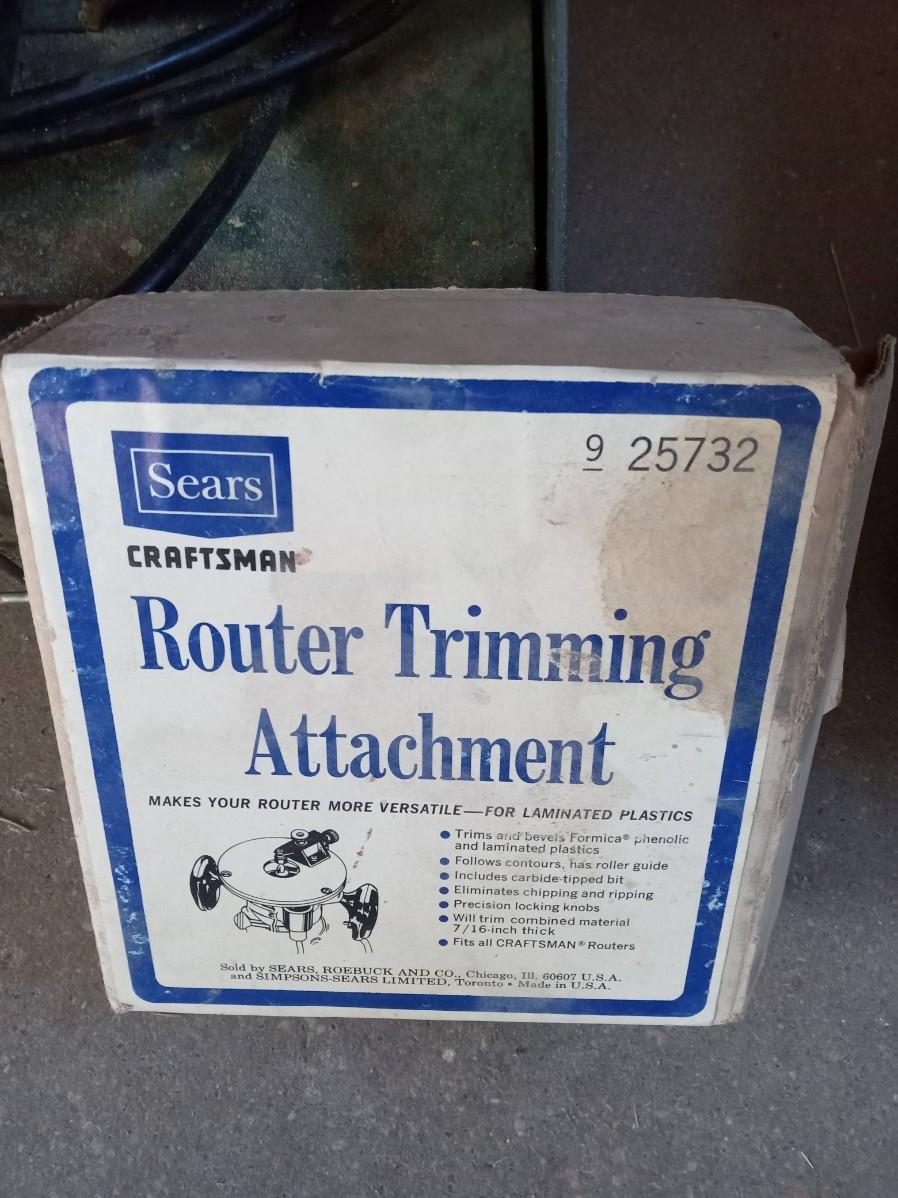 Sears
9 25732
CRAFTSMAN
Router Trimming
Attachment
MAKES YOUR ROUTER MORE VERSATILE—FOR LAMINATED PLASTICS
● Trims and bevels Formica® phenolic
and laminated plastics
● Follows contours, has roller guide
● Includes carbide-tipped bit
● Eliminates chipping and ripping
● Precision locking knobs
● Will trim combined material
7/16-inch thick
● Fits all CRAFTSMAN® Routers
Sold by SEARS, ROEBUCK AND CO., Chicago, Ill. 60607 U.S.A.
and SIMPSONS-SEARS LIMITED, Toronto • Made in U.S.A.